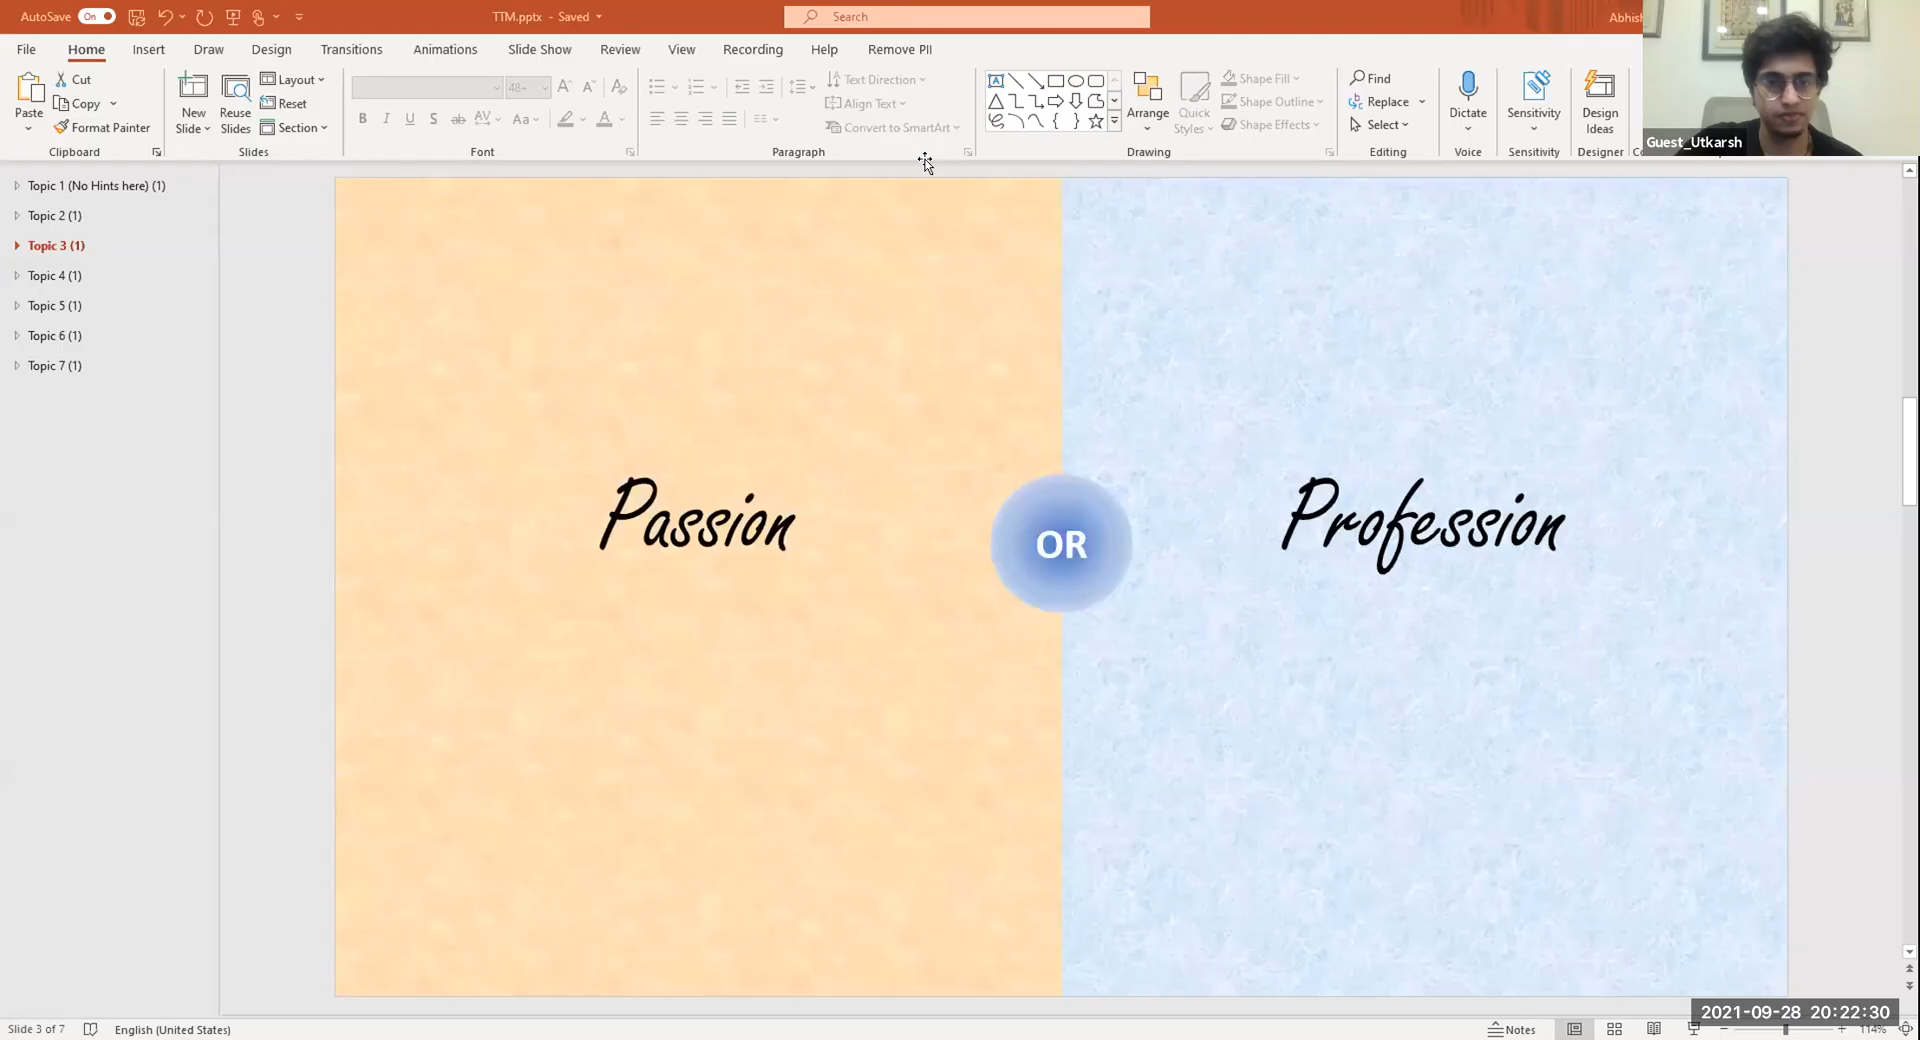 AutoSave On TTM.pptx - Saved Search
File Home Insert Draw Design Transitions Animations Slide Show Review View Recording Help Remove PII
Paste
Cut
Copy
Format Painter
Clipboard
New Slide
Reuse Slides
Layout
Reset
Section
Slides
48+
B I U S ab AV Aa A
Font
Text Direction
Align Text
Convert to SmartArt
Paragraph
Arrange
Quick Styles
Shape Fill
Shape Outline
Shape Effects
Drawing
Find
Replace
Select
Editing
Dictate
Voice
Sensitivity
Sensitivity
Design Ideas
Designer
Guest_Utkarsh
Topic 1 (No Hints here) (1)
Topic 2 (1)
Topic 3 (1)
Topic 4 (1)
Topic 5 (1)
Topic 6 (1)
Topic 7 (1)
Passion OR Profession
2021-09-28 20:22:30
Slide 3 of 7 English (United States) Notes 114%